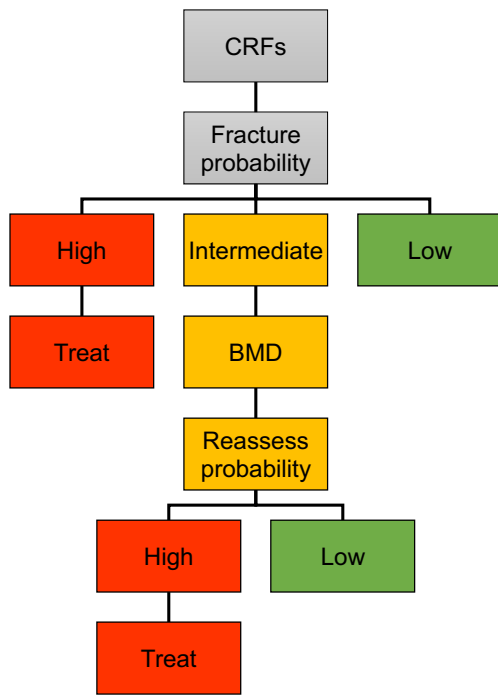 CRFs
Fracture
probability
High
Intermediate
Low
Treat
BMD
Reassess
probability
High
Low
Treat